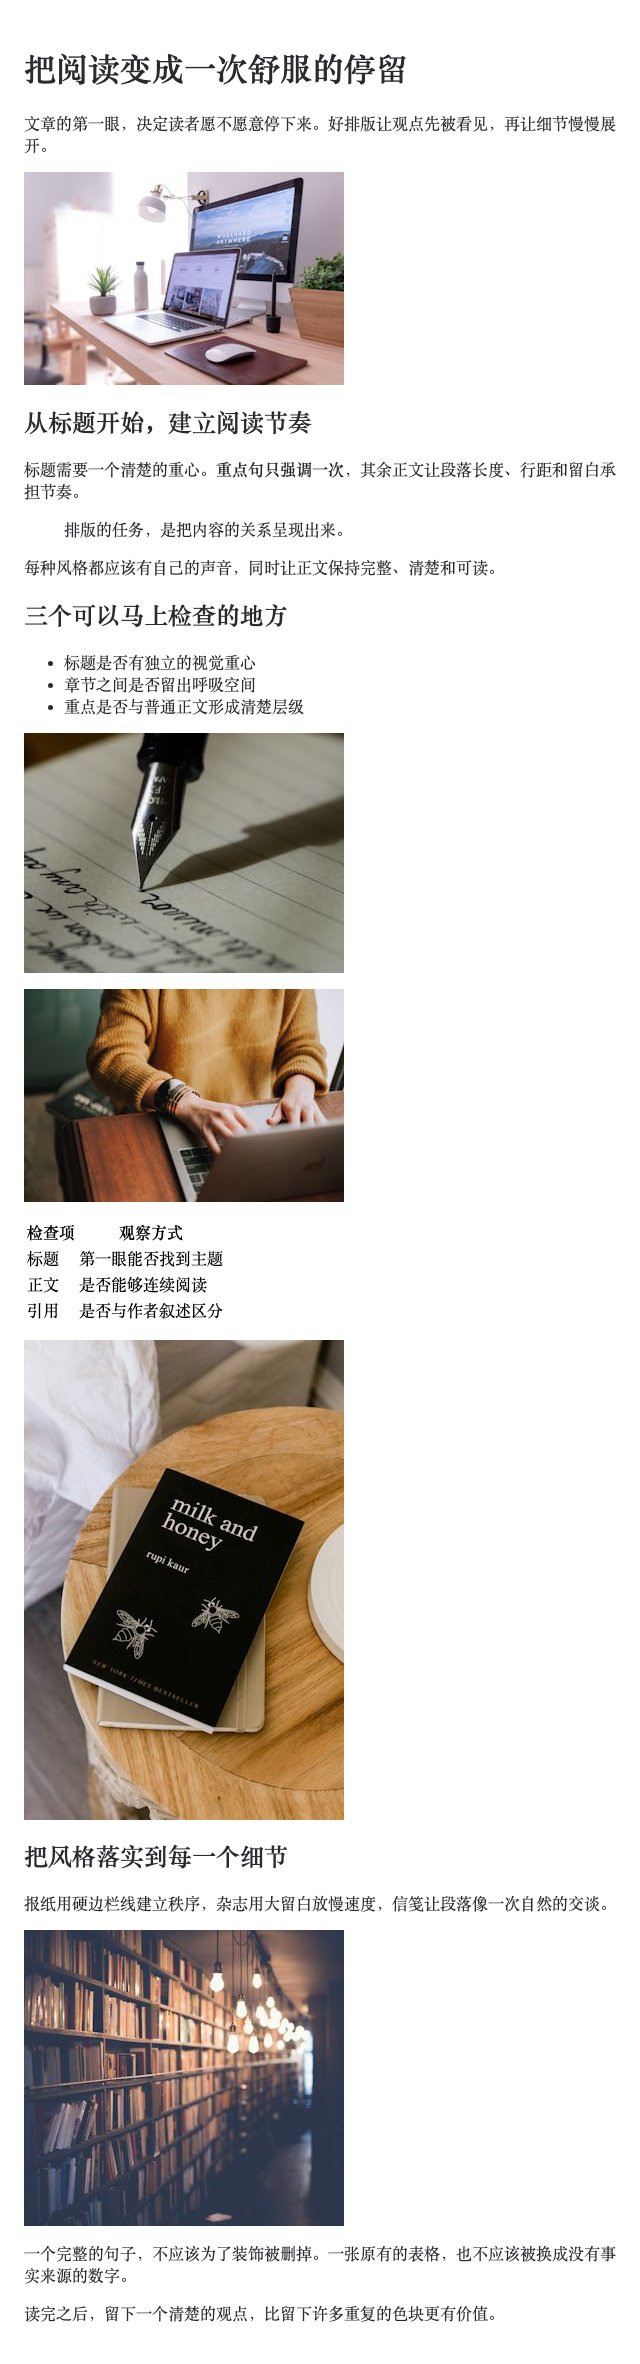 把阅读变成一次舒服的停留
文章的第一眼，决定读者愿不愿意停下来。好排版让观点先被看见，再让细节慢慢展
开。
WORKHARD
ANYWHERE
从标题开始，建立阅读节奏
标题需要一个清楚的重心。重点句只强调一次，其余正文让段落长度、行距和留白承
担节奏。
排版的任务，是把内容的关系呈现出来。
每种风格都应该有自己的声音，同时让正文保持完整、清楚和可读。
三个可以马上检查的地方
• 标题是否有独立的视觉重心
• 章节之间是否留出呼吸空间
• 重点是否与普通正文形成清楚层级
检查项 观察方式
标题 第一眼能否找到主题
正文 是否能够连续阅读
引用 是否与作者叙述区分
milk and
honey
rupi kaur
NEW YORK TIMES BESTSELLER
把风格落实到每一个细节
报纸用硬边栏线建立秩序，杂志用大留白放慢速度，信笺让段落像一次自然的交谈。
一个完整的句子，不应该为了装饰被删掉。一张原有的表格，也不应该被换成没有事
实来源的数字。
读完之后，留下一个清楚的观点，比留下许多重复的色块更有价值。